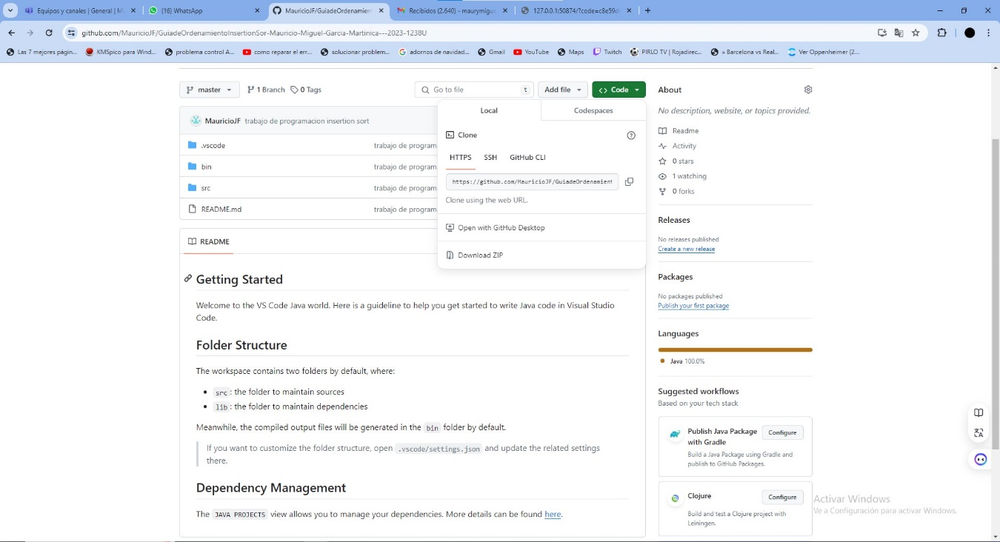 Equipos y canales | General | M
(16) WhatsApp
MauricioJF/GuiadeOrdenamien
Recibidos (2.640) - maurymigue
127.0.0.1:50874/?code=c8e59d
github.com/MauricioJF/GuiadeOrdenamientoInsertionSor-Mauricio-Miguel-Garcia-Martinica---2023-1238U
Las 7 mejores págin...
KMSpico para Wind...
problema control A...
como reparar el err...
solucionar problem...
adornos de navidad...
Gmail
YouTube
Maps
Twitch
PIRLO TV | Rojadirec...
» Barcelona vs Real...
Ver Oppenheimer (2...
master
1 Branch
0 Tags
Go to file
t
Add file
<> Code
MauricioJF trabajo de programacion insertion sort
.vscode trabajo de program
bin trabajo de program
src trabajo de program
README.md trabajo de program
Local
Codespaces
Clone
HTTPS
SSH
GitHub CLI
https://github.com/MauricioJF/GuiadeOrdenamient
Clone using the web URL.
Open with GitHub Desktop
Download ZIP
README
Getting Started
Welcome to the VS Code Java world. Here is a guideline to help you get started to write Java code in Visual Studio
Code.
Folder Structure
The workspace contains two folders by default, where:
• src : the folder to maintain sources
• lib : the folder to maintain dependencies
Meanwhile, the compiled output files will be generated in the bin folder by default.
If you want to customize the folder structure, open .vscode/settings.json and update the related settings
there.
Dependency Management
The JAVA PROJECTS view allows you to manage your dependencies. More details can be found here.
About
No description, website, or topics provided.
Readme
Activity
0 stars
1 watching
0 forks
Releases
No releases published
Create a new release
Packages
No packages published
Publish your first package
Languages
Java 100.0%
Suggested workflows
Based on your tech stack
Publish Java Package
with Gradle
Configure
Build a Java Package using Gradle and
publish to GitHub Packages.
Clojure
Configure
Build and test a Clojure project with
Leiningen.
Activar Windows
Ve a Configuración para activar Windows.